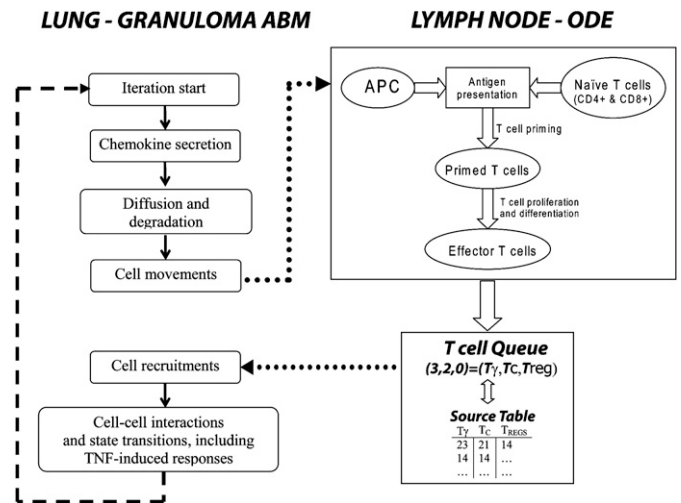 LUNG - GRANULOMA ABM
Iteration start
Chemokine secretion
Diffusion and
degradation
Cell movements
Cell recruitments
Cell-cell interactions
and state transitions, including
TNF-induced responses
LYMPH NODE - ODE
APC
Antigen
presentation
Naïve T cells
(CD4+ & CD8+)
T cell priming
Primed T cells
T cell proliferation
and differentiation
Effector T cells
T cell Queue
(3,2,0)=(Tγ,Tc,Treg)
Source Table
Tγ TC TREGS
23 21 14
14 14 ...
... ... ...